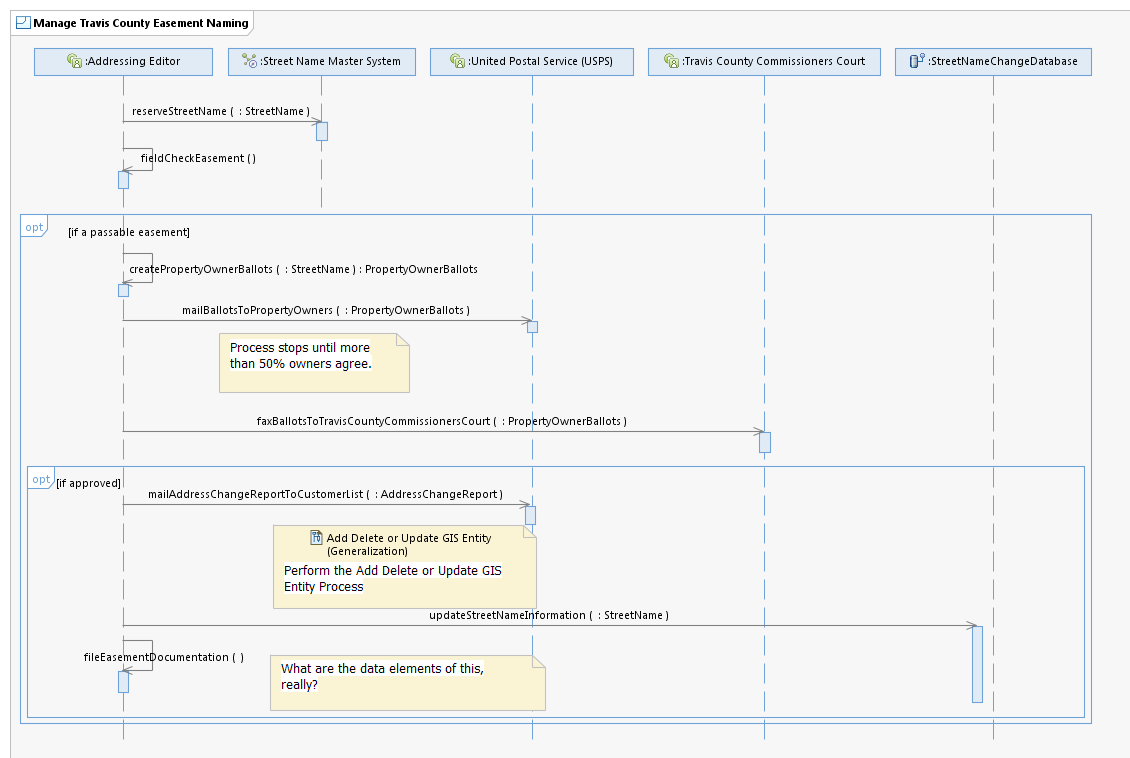 Manage Travis County Easement Naming
:Addressing Editor
:Street Name Master System
:United Postal Service (USPS)
:Travis County Commissioners Court
:StreetNameChangeDatabase
reserveStreetName ( : StreetName )
fieldCheckEasement ( )
opt
[if a passable easement]
createPropertyOwnerBallots ( : StreetName ) : PropertyOwnerBallots
mailBallotsToPropertyOwners ( : PropertyOwnerBallots )
Process stops until more
than 50% owners agree.
faxBallotsToTravisCountyCommissionersCourt ( : PropertyOwnerBallots )
opt
[if approved]
mailAddressChangeReportToCustomerList ( : AddressChangeReport )
Add Delete or Update GIS Entity
(Generalization)
Perform the Add Delete or Update GIS
Entity Process
updateStreetNameInformation ( : StreetName )
fileEasementDocumentation ( )
What are the data elements of this,
really?